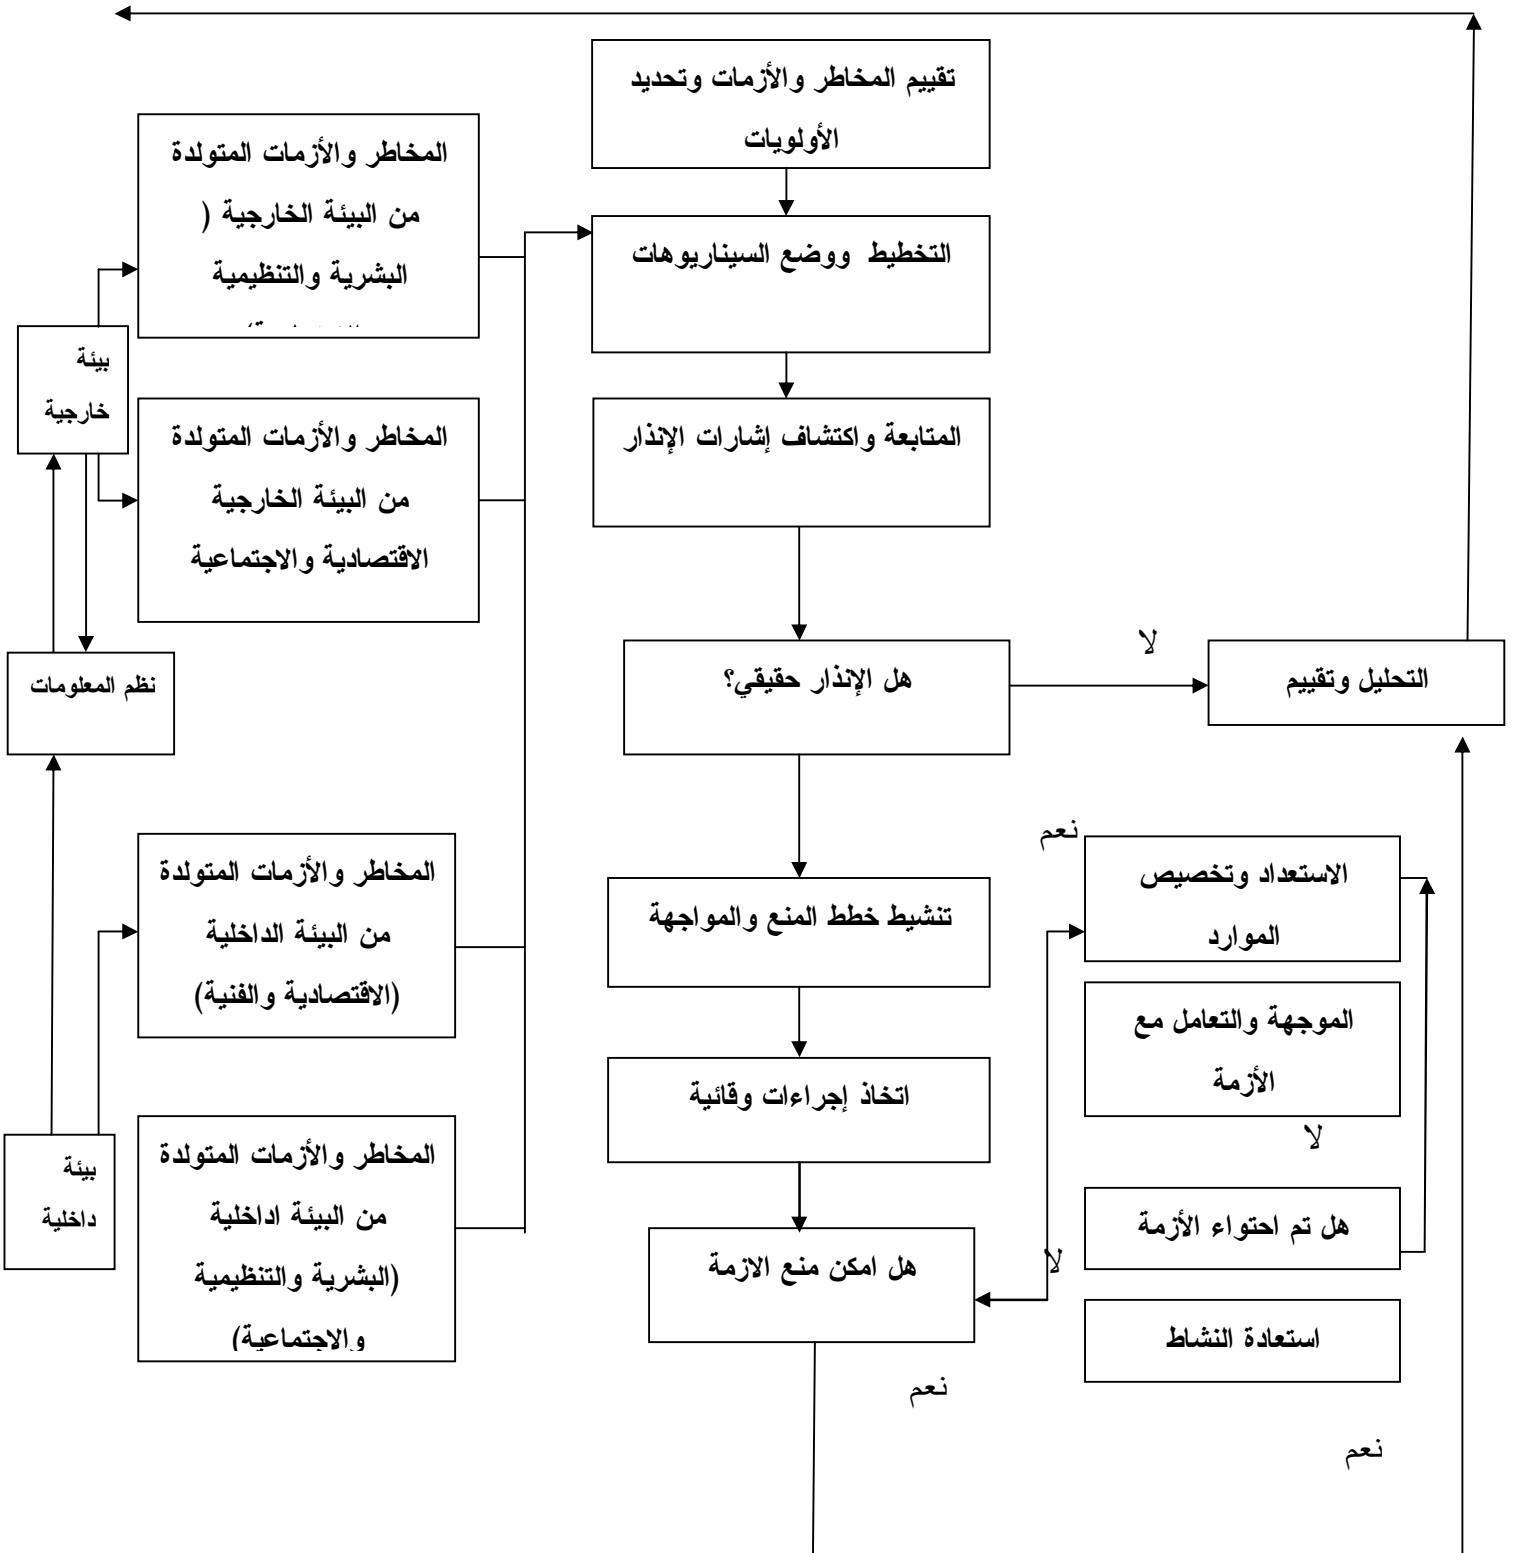 تقييم المخاطر والأزمات وتحديد
الأولويات
المخاطر والأزمات المتولدة
من البيئة الخارجية (
البشرية والتنظيمية
التخطيط ووضع السيناريوهات
بيئة
خارجية
المخاطر والأزمات المتولدة
من البيئة الخارجية
الاقتصادية والاجتماعية
المتابعة واكتشاف إشارات الإنذار
نظم المعلومات
هل الإنذار حقيقي؟
لا
التحليل وتقييم
نعم
المخاطر والأزمات المتولدة
من البيئة الداخلية
(الاقتصادية والفنية)
تنشيط خطط المنع والمواجهة
الاستعداد وتخصيص
الموارد
الموجهة والتعامل مع
الأزمة
اتخاذ إجراءات وقائية
لا
بيئة
داخلية
المخاطر والأزمات المتولدة
من البيئة اداخلية
(البشرية والتنظيمية
والاجتماعية)
هل امكن منع الازمة
لا
هل تم احتواء الأزمة
استعادة النشاط
نعم
نعم